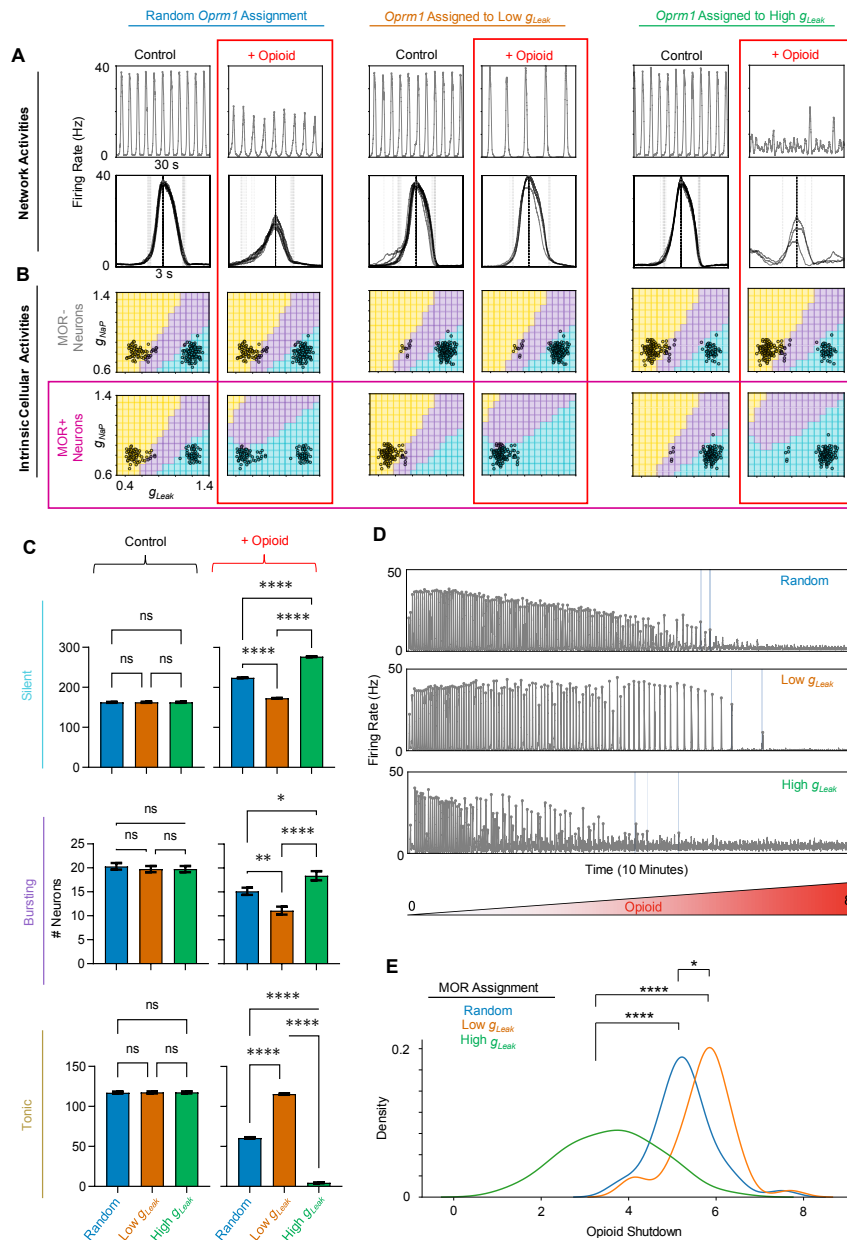 Random Oprm1 Assignment
Oprm1 Assigned to Low gLeak
Oprm1 Assigned to High gLeak
A
Control
+ Opioid
Control
+ Opioid
Control
+ Opioid
Network Activities
Firing Rate (Hz)
40
0
30 s
40
0
3 s
B
Intrinsic Cellular Activities
MOR-
Neurons
gNaP
1.4
0.6
MOR+
Neurons
gNaP
1.4
0.6
0.4
gLeak
1.4
C
Control
+ Opioid
Silent
300
200
100
0
ns
ns
ns
****
****
****
Bursting
# Neurons
25
20
15
10
5
0
ns
ns
ns
*
**
****
Tonic
150
100
50
0
ns
ns
ns
****
****
****
Random
Low gLeak
High gLeak
Random
Low gLeak
High gLeak
D
50
0
Random
Firing Rate (Hz)
50
0
Low gLeak
50
0
High gLeak
Time (10 Minutes)
0
Opioid
8
E
MOR Assignment
Random
Low gLeak
High gLeak
*
****
****
Density
0.2
0
0
2
4
6
8
Opioid Shutdown